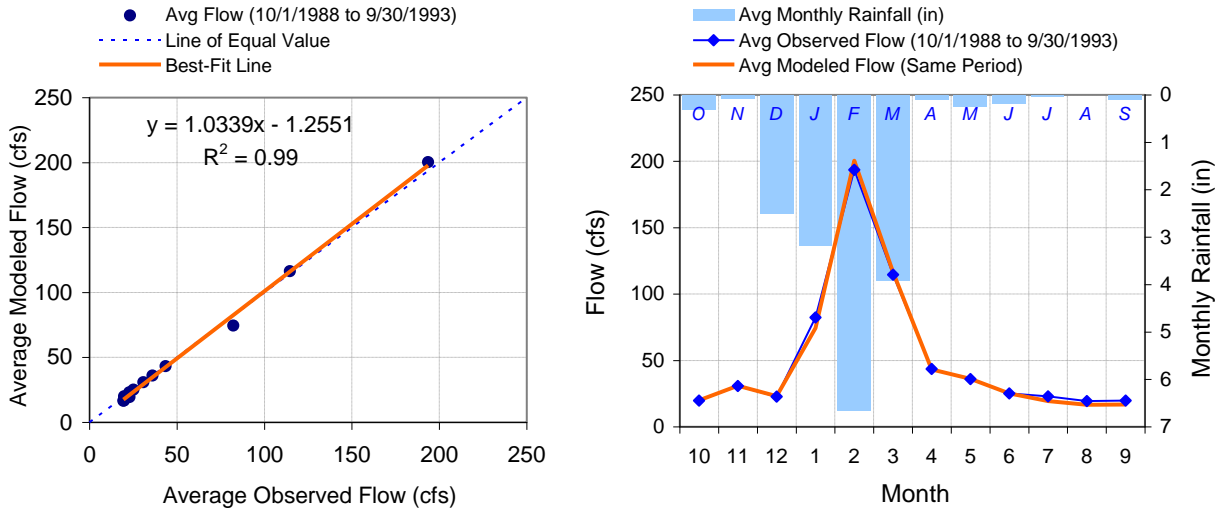 Avg Flow (10/1/1988 to 9/30/1993)
Line of Equal Value
Best-Fit Line
y = 1.0339x - 1.2551
R² = 0.99
Average Modeled Flow (cfs)
250
200
150
100
50
0
0 50 100 150 200 250
Average Observed Flow (cfs)
Avg Monthly Rainfall (in)
Avg Observed Flow (10/1/1988 to 9/30/1993)
Avg Modeled Flow (Same Period)
O N D J F M A M J J A S
Flow (cfs)
250
200
150
100
50
0
0
1
2
3
4
5
6
7
Monthly Rainfall (in)
10 11 12 1 2 3 4 5 6 7 8 9
Month